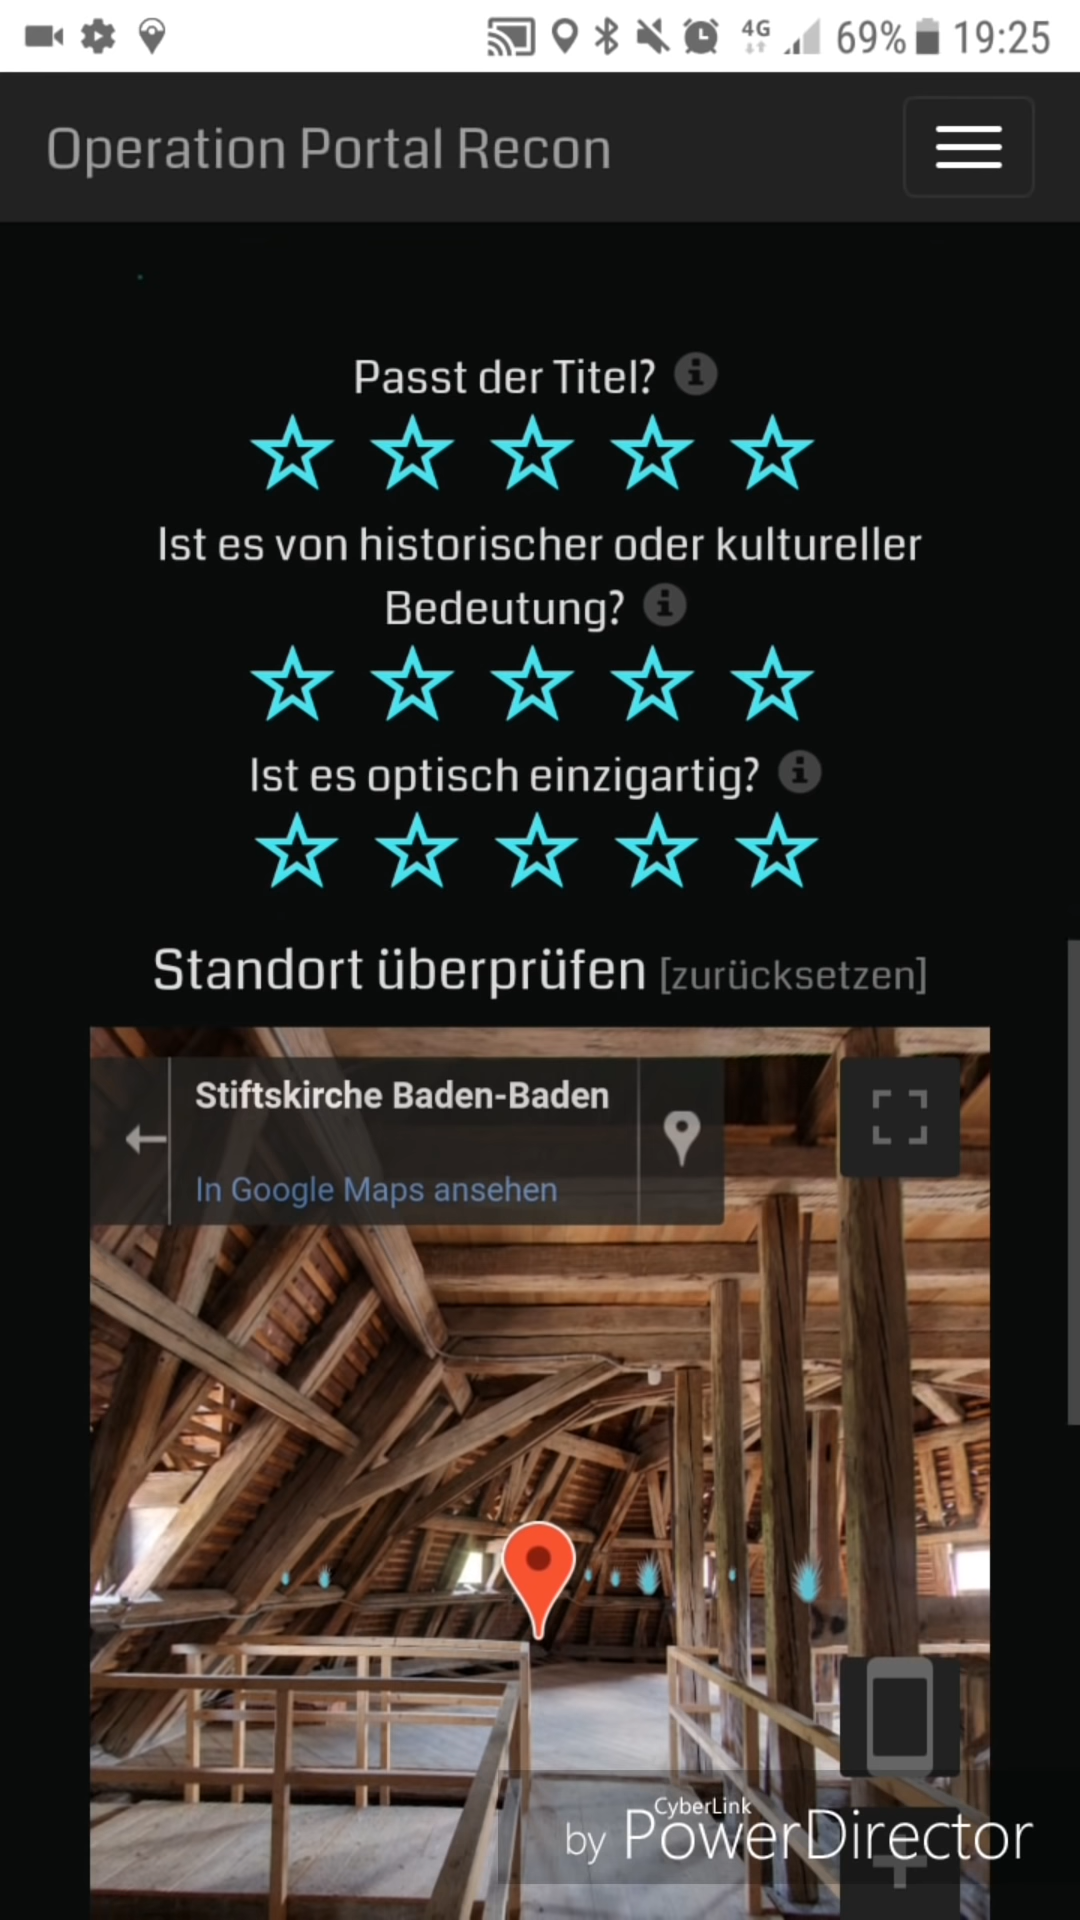 4G 69% 19:25
Operation Portal Recon
Passt der Titel?
Ist es von historischer oder kultureller
Bedeutung?
Ist es optisch einzigartig?
Standort überprüfen [zurücksetzen]
Stiftskirche Baden-Baden
In Google Maps ansehen
CyberLink
by PowerDirector